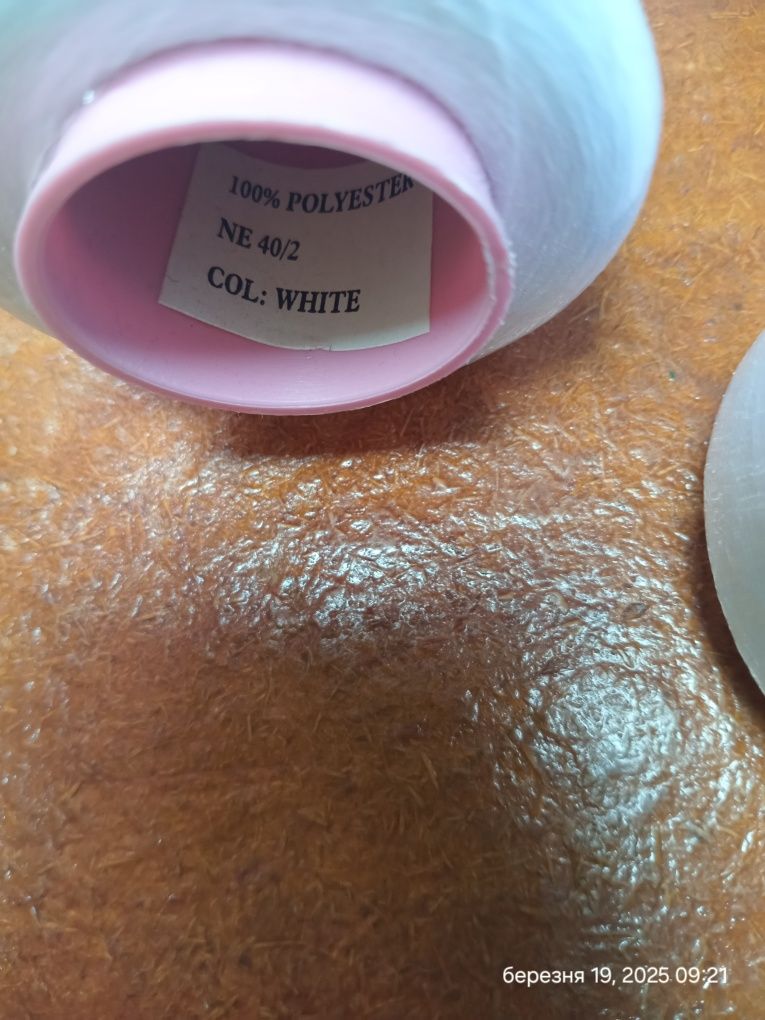 100% POLYESTER
NE 40/2
COL: WHITE
березня 19, 2025 09:21